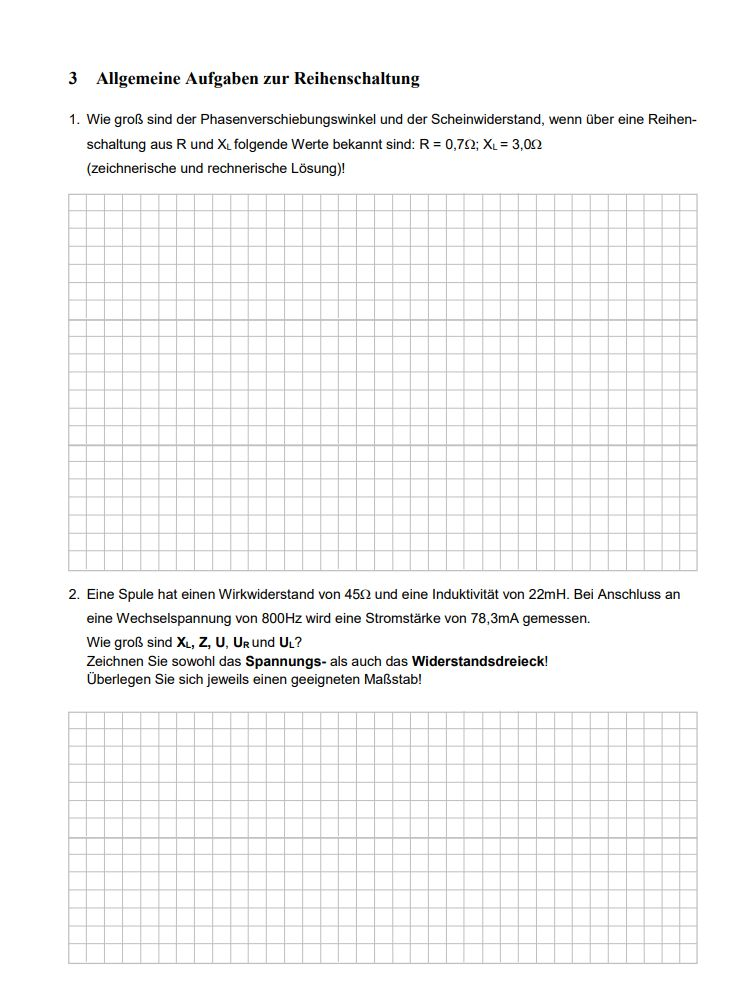 3 Allgemeine Aufgaben zur Reihenschaltung
1. Wie groß sind der Phasenverschiebungswinkel und der Scheinwiderstand, wenn über eine Reihen-
schaltung aus R und XL folgende Werte bekannt sind: R = 0,7Ω; XL = 3,0Ω
(zeichnerische und rechnerische Lösung)!
2. Eine Spule hat einen Wirkwiderstand von 45Ω und eine Induktivität von 22mH. Bei Anschluss an
eine Wechselspannung von 800Hz wird eine Stromstärke von 78,3mA gemessen.
Wie groß sind XL, Z, U, UR und UL?
Zeichnen Sie sowohl das Spannungs- als auch das Widerstandsdreieck!
Überlegen Sie sich jeweils einen geeigneten Maßstab!